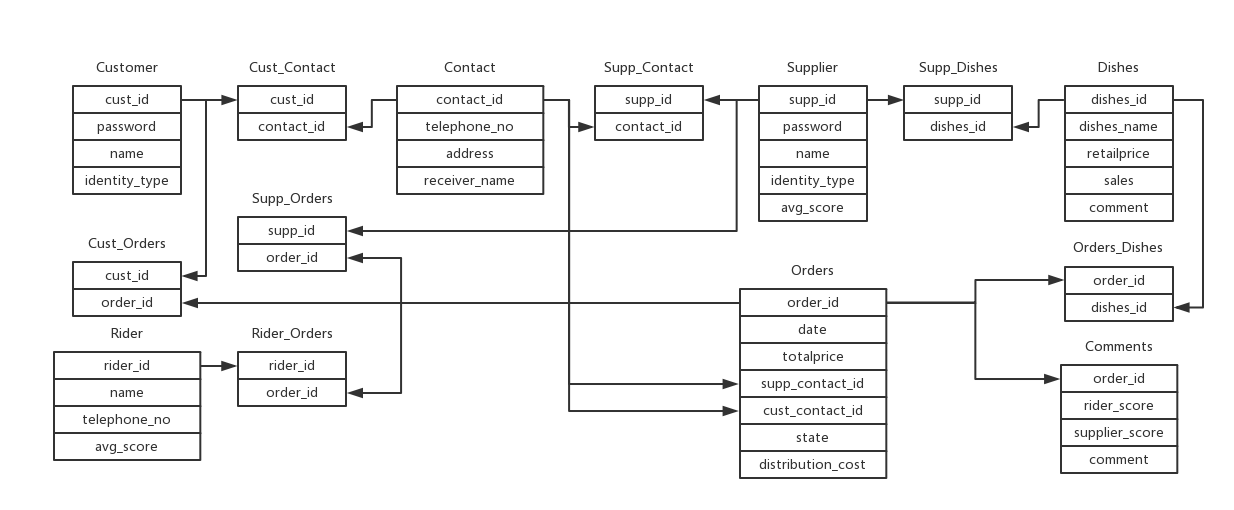 Customer
cust_id
password
name
identity_type
Cust_Contact
cust_id
contact_id
Contact
contact_id
telephone_no
address
receiver_name
Supp_Contact
supp_id
contact_id
Supplier
supp_id
password
name
identity_type
avg_score
Supp_Dishes
supp_id
dishes_id
Dishes
dishes_id
dishes_name
retailprice
sales
comment
Supp_Orders
supp_id
order_id
Cust_Orders
cust_id
order_id
Orders_Dishes
order_id
dishes_id
Orders
order_id
date
totalprice
supp_contact_id
cust_contact_id
state
distribution_cost
Rider
rider_id
name
telephone_no
avg_score
Rider_Orders
rider_id
order_id
Comments
order_id
rider_score
supplier_score
comment